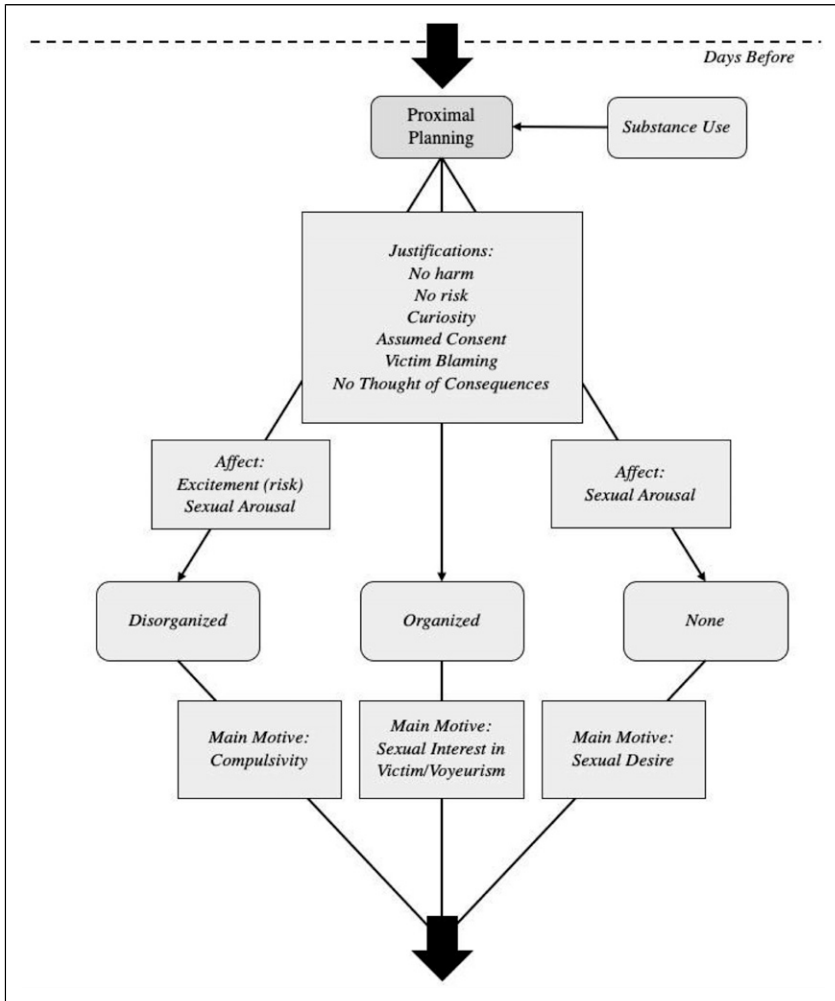 Days Before
Proximal
Planning
Substance Use
Justifications:
No harm
No risk
Curiosity
Assumed Consent
Victim Blaming
No Thought of Consequences
Affect:
Excitement (risk)
Sexual Arousal
Affect:
Sexual Arousal
Disorganized
Organized
None
Main Motive:
Compulsivity
Main Motive:
Sexual Interest in
Victim/Voyeurism
Main Motive:
Sexual Desire